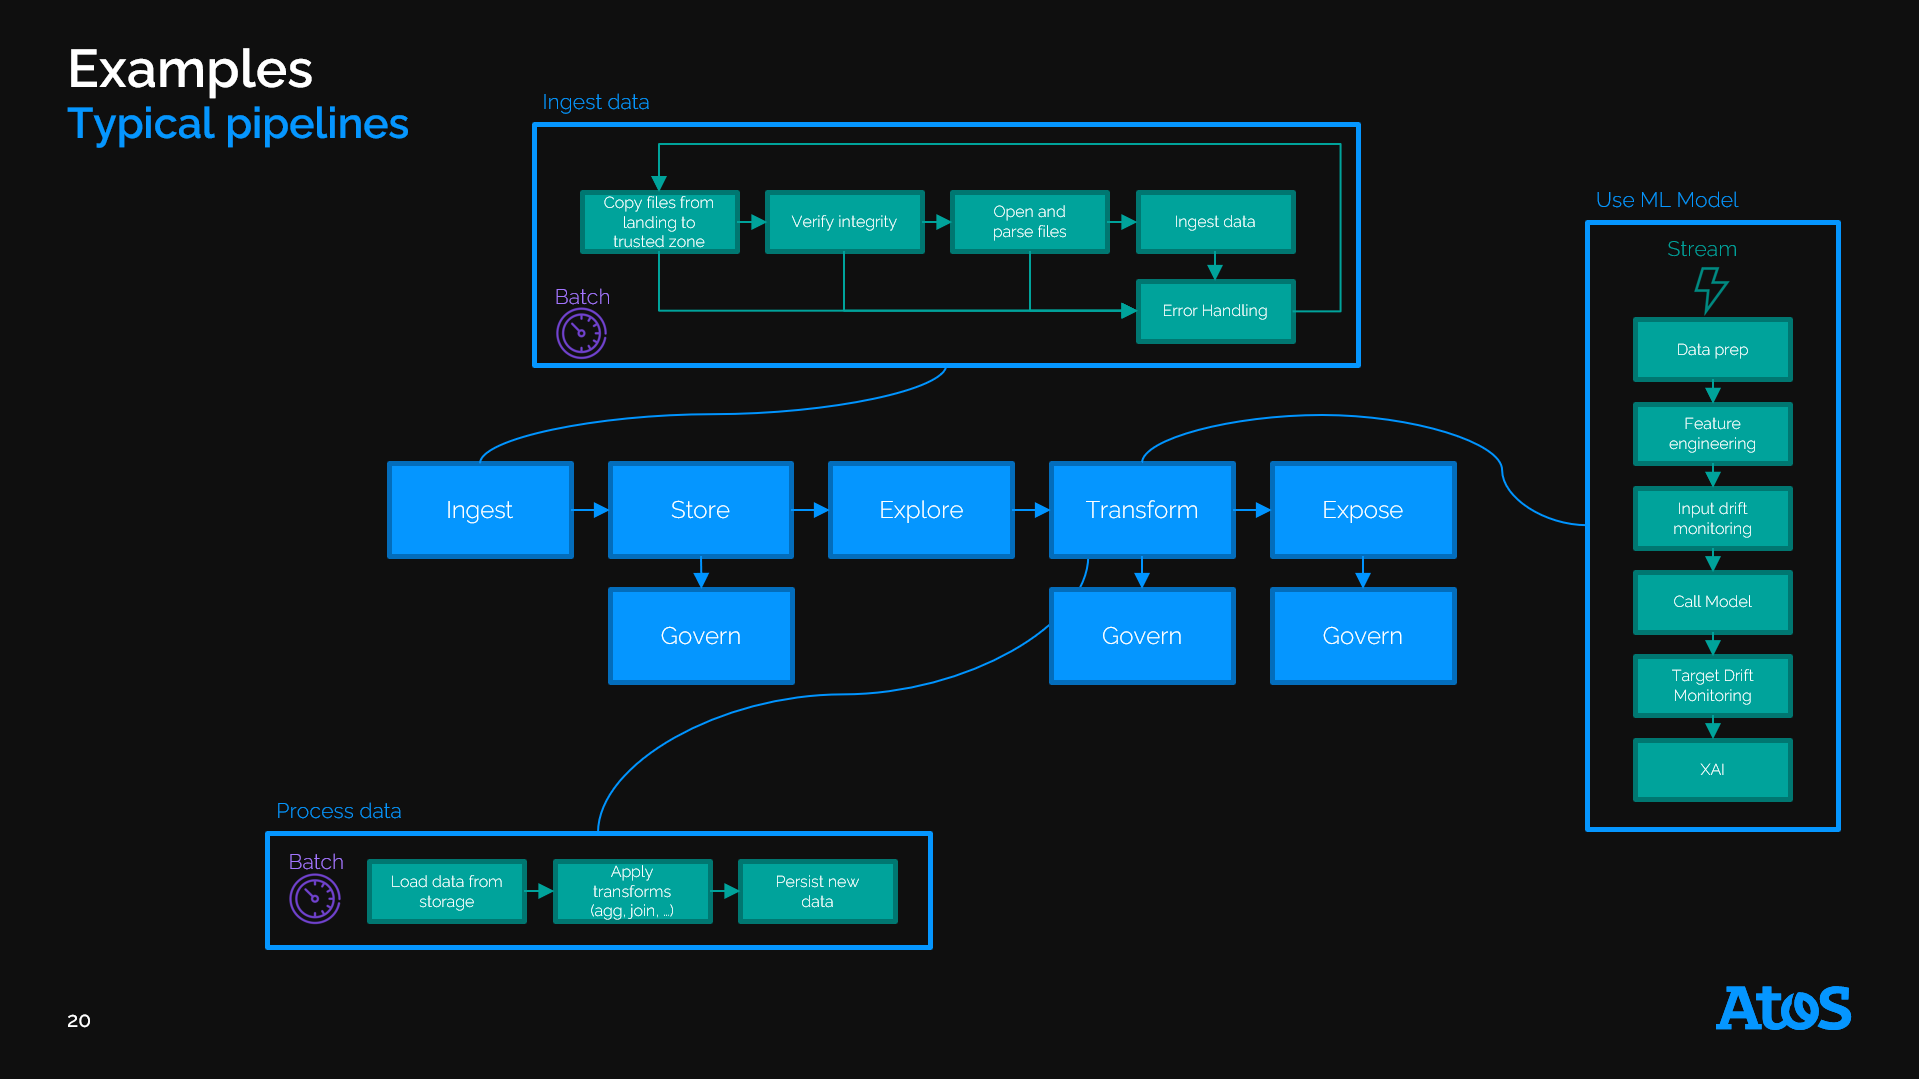 Examples
Typical pipelines
Ingest data
Copy files from
landing to
trusted zone
Verify integrity
Open and
parse files
Ingest data
Error Handling
Batch
Use ML Model
Stream
Data prep
Feature
engineering
Input drift
monitoring
Call Model
Target Drift
Monitoring
XAI
Ingest
Store
Explore
Transform
Expose
Govern
Govern
Govern
Process data
Batch
Load data from
storage
Apply
transforms
(agg, join, ...)
Persist new
data
20
Atos